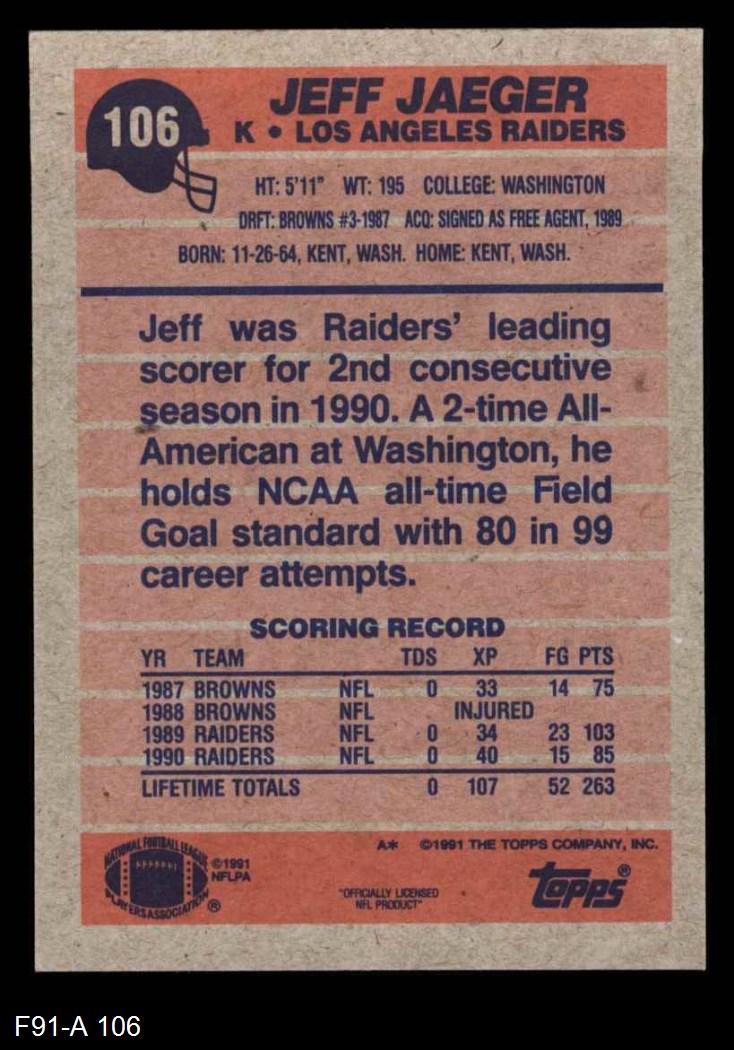 106
JEFF JAEGER
K • LOS ANGELES RAIDERS
HT: 5'11" WT: 195 COLLEGE: WASHINGTON
DRFT: BROWNS #3-1987 ACQ: SIGNED AS FREE AGENT, 1989
BORN: 11-26-64, KENT, WASH. HOME: KENT, WASH.
Jeff was Raiders' leading
scorer for 2nd consecutive
season in 1990. A 2-time All-
American at Washington, he
holds NCAA all-time Field
Goal standard with 80 in 99
career attempts.
SCORING RECORD
YR TEAM TDS XP FG PTS
1987 BROWNS NFL 0 33 14 75
1988 BROWNS NFL INJURED
1989 RAIDERS NFL 0 34 23 103
1990 RAIDERS NFL 0 40 15 85
LIFETIME TOTALS 0 107 52 263
A* ©1991 THE TOPPS COMPANY, INC.
NATIONAL FOOTBALL LEAGUE
PLAYERS ASSOCIATION ®
©1991
NFLPA
"OFFICIALLY LICENSED
NFL PRODUCT"
topps®
F91-A 106